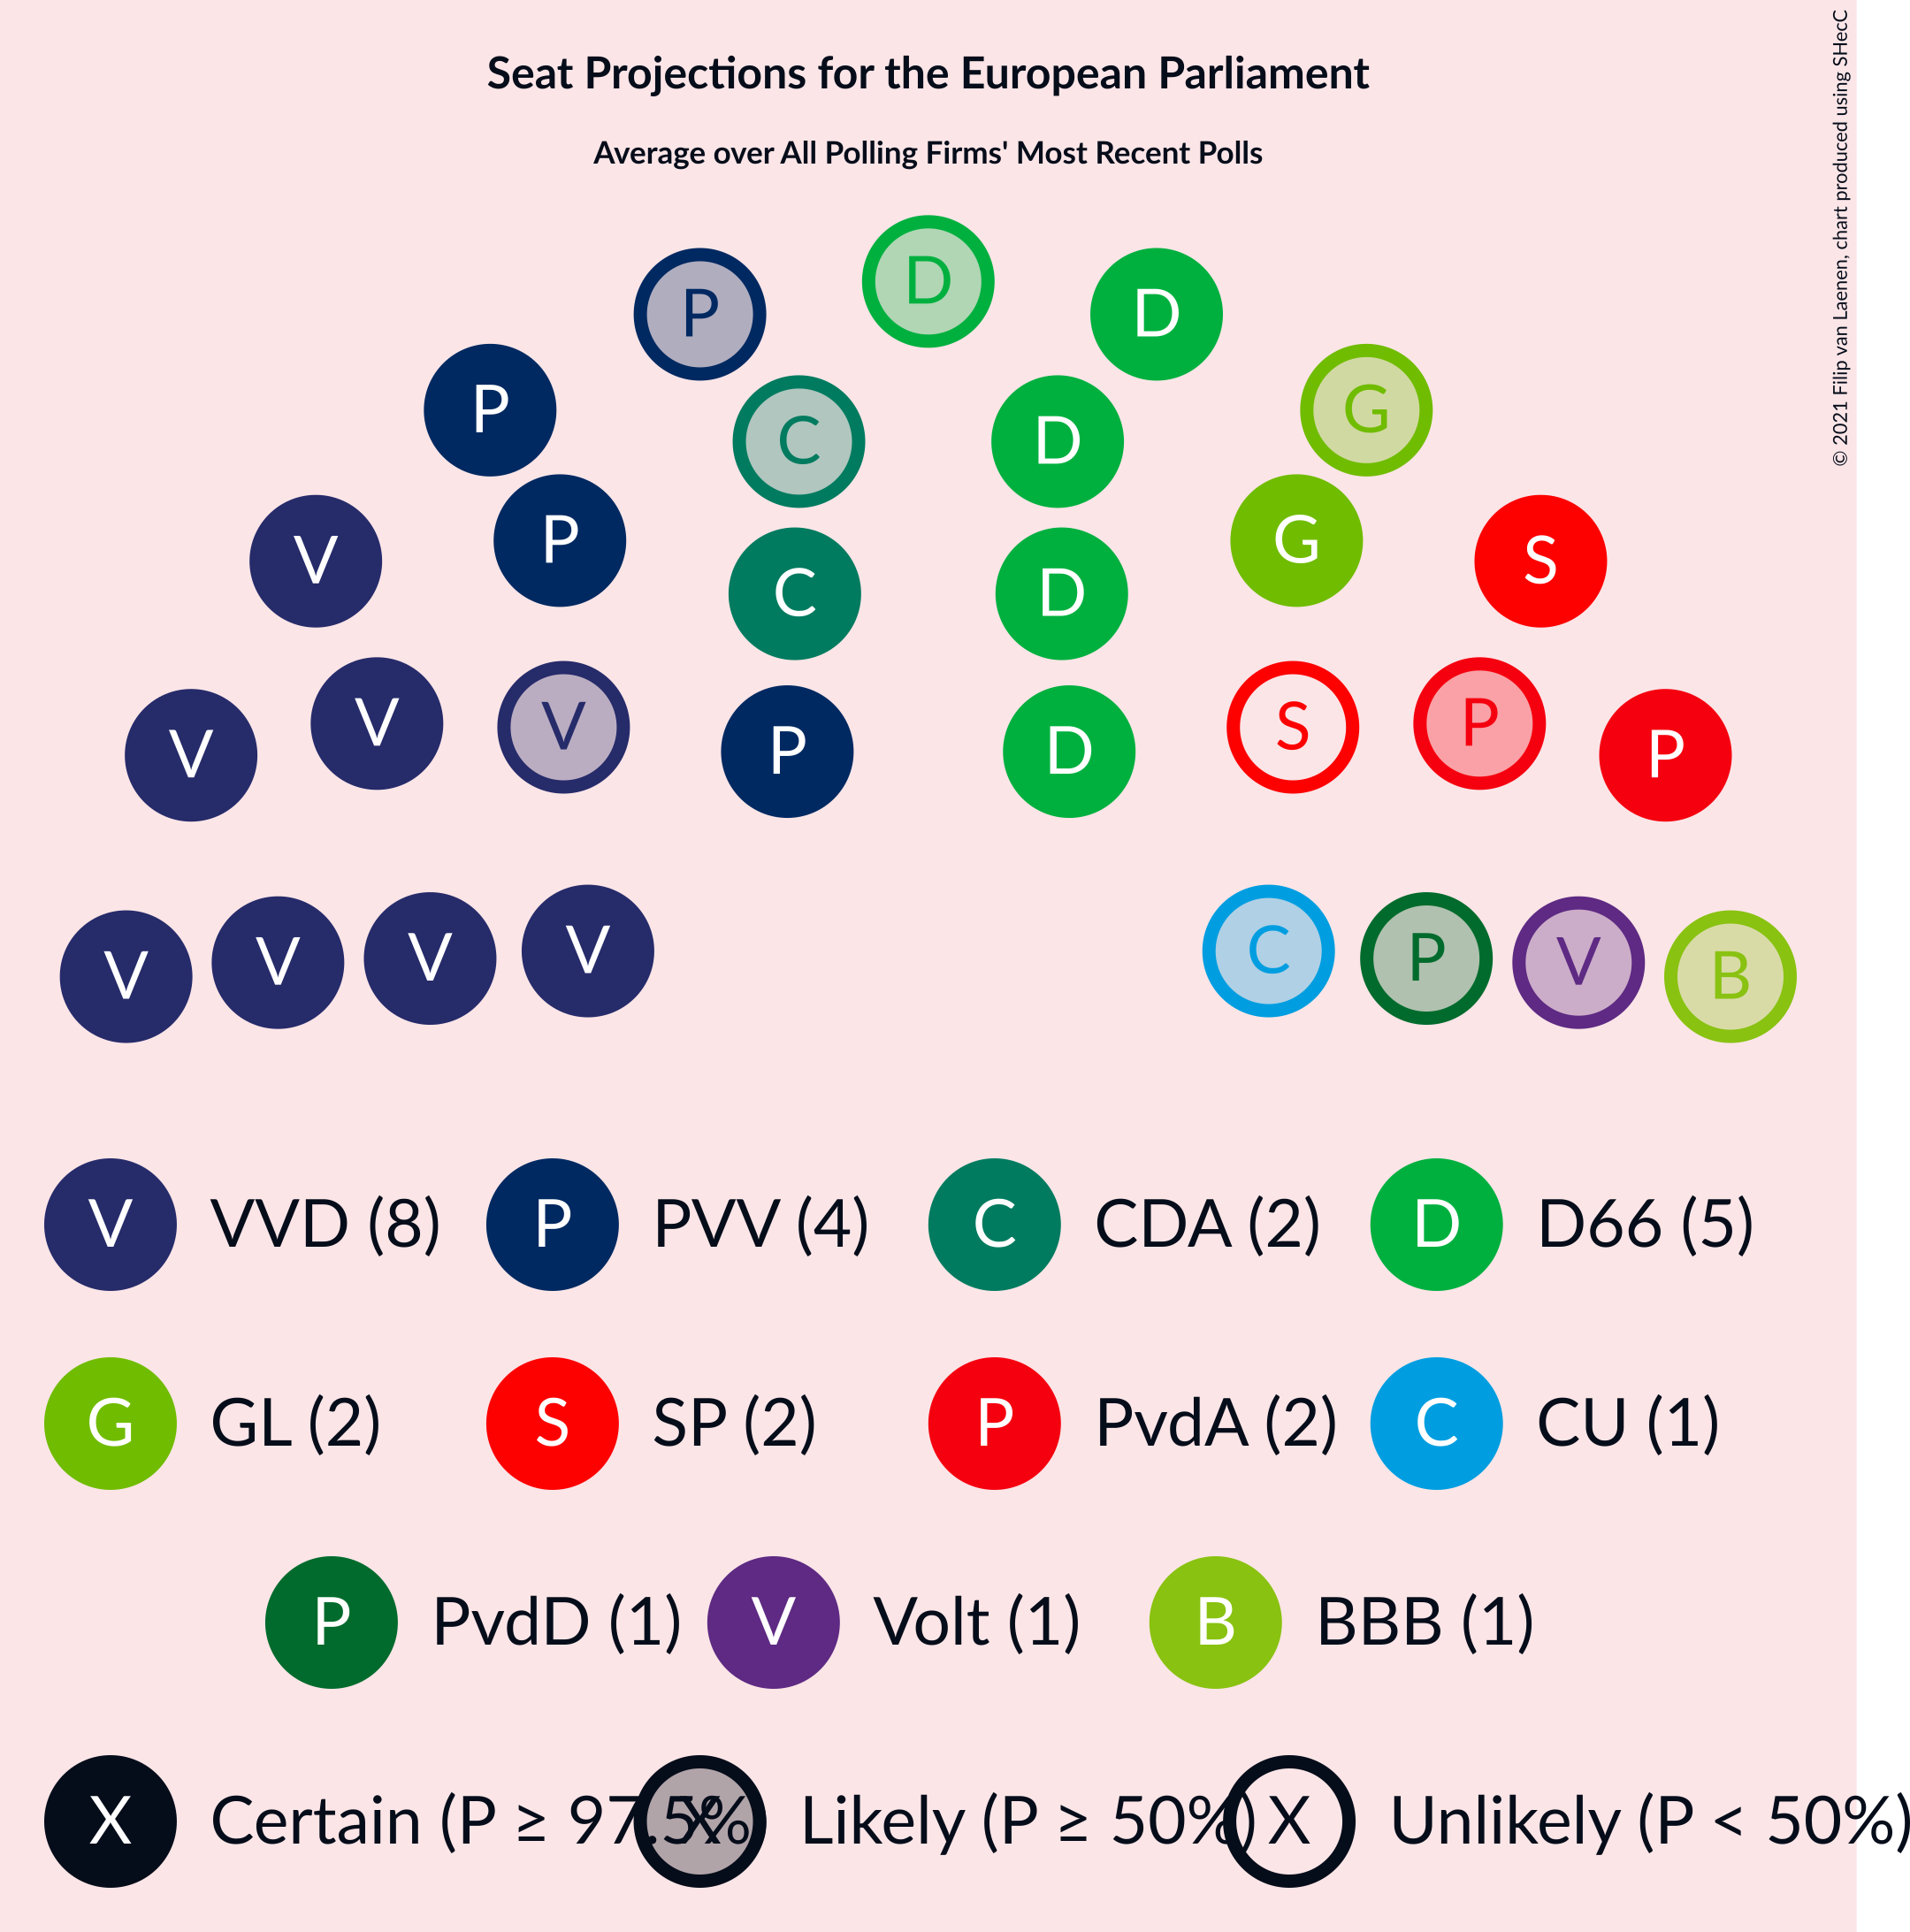 Seat Projections for the European Parliament
Average over All Polling Firms' Most Recent Polls
© 2021 Filip van Laenen, chart produced using SHecC
D
P D
P G
C D
V P G S
C D
V V V P D S P P
V V V V C P V B
V VVD (8) P PVV (4) C CDA (2) D D66 (5)
G GL (2) S SP (2) P PvdA (2) C CU (1)
P PvdD (1) V Volt (1) B BBB (1)
X Certain (P ≥ 97.5% X Likely (P ≥ 50%) X Unlikely (P < 50%)